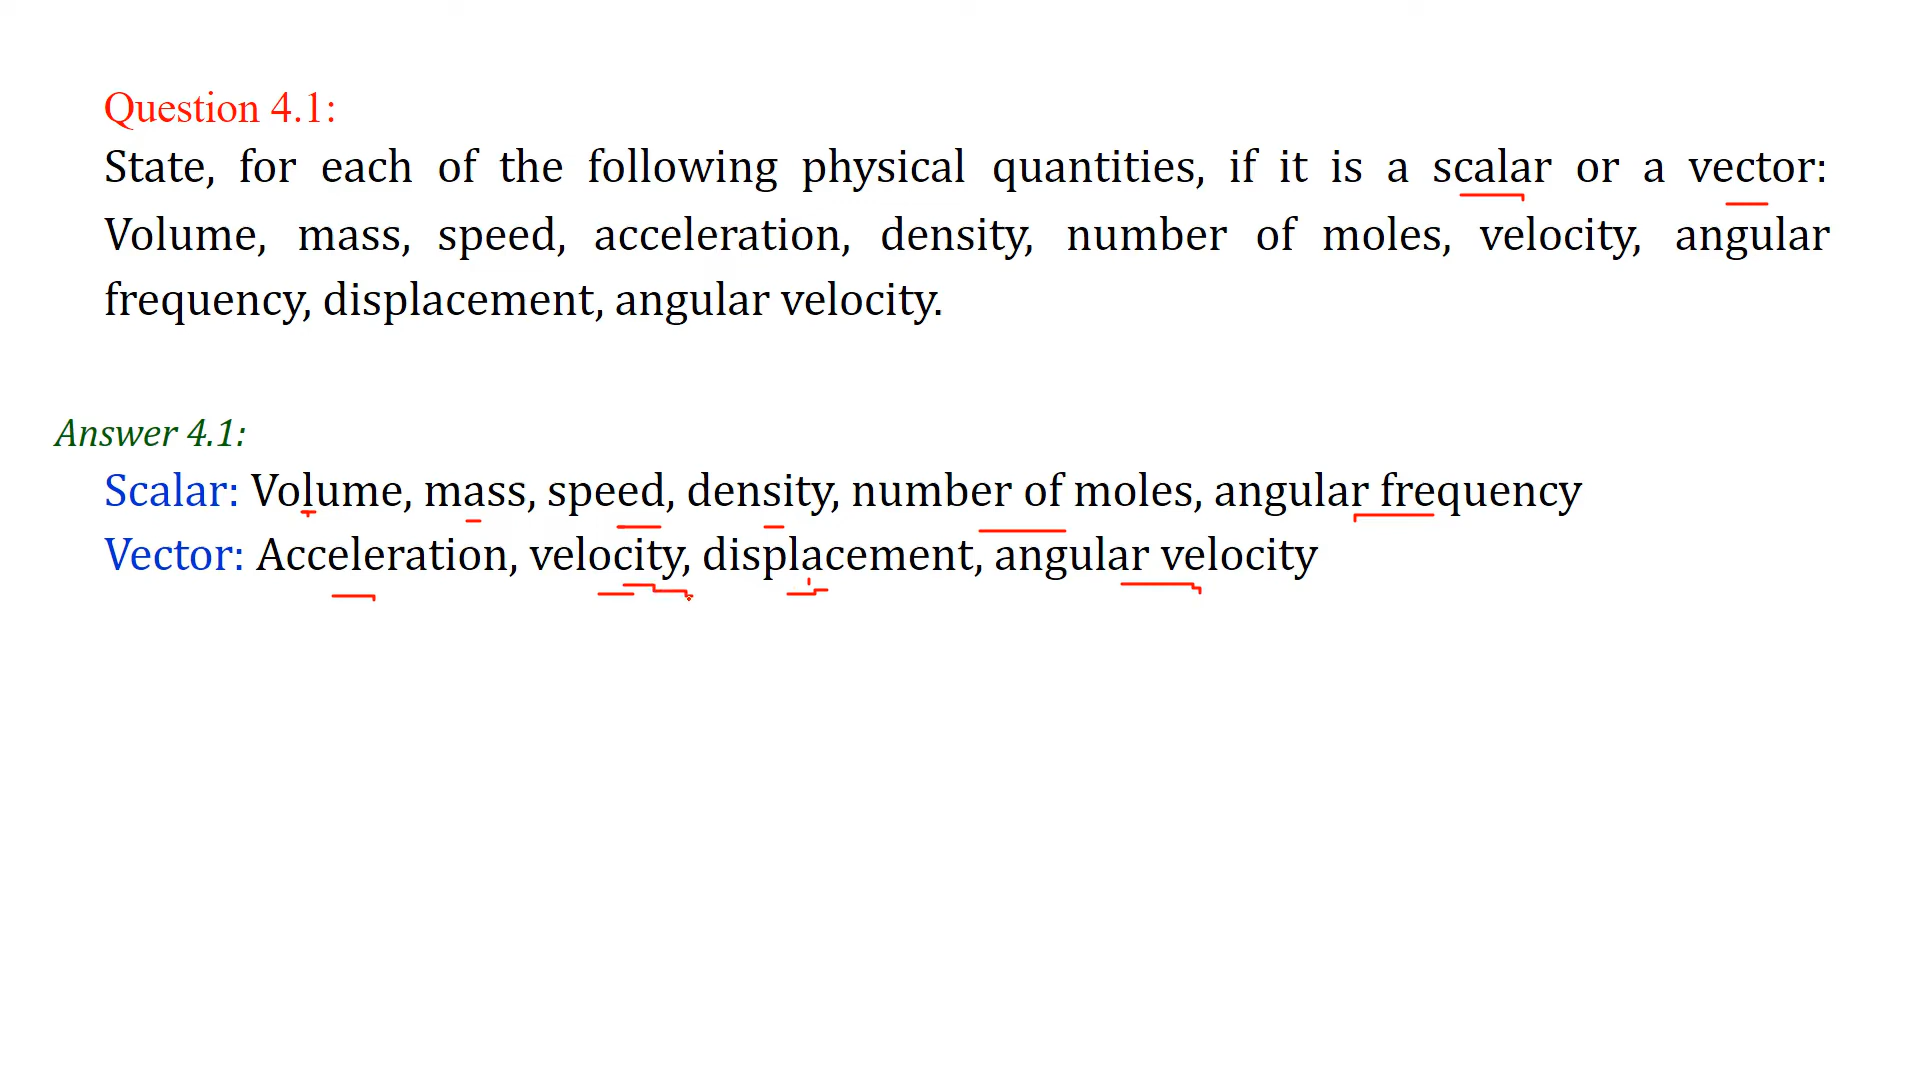 Question 4.1:
State, for each of the following physical quantities, if it is a scalar or a vector:
Volume, mass, speed, acceleration, density, number of moles, velocity, angular
frequency, displacement, angular velocity.
Answer 4.1:
Scalar: Volume, mass, speed, density, number of moles, angular frequency
Vector: Acceleration, velocity, displacement, angular velocity